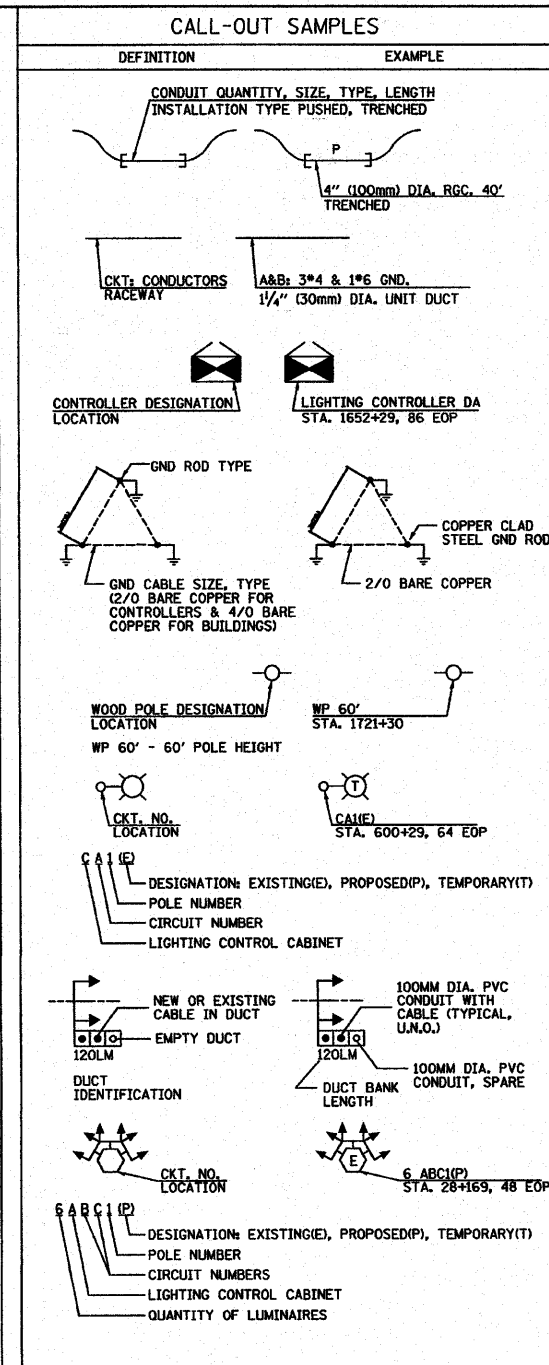 CALL-OUT SAMPLES
DEFINITION
EXAMPLE
CONDUIT QUANTITY, SIZE, TYPE, LENGTH
INSTALLATION TYPE PUSHED, TRENCHED
P
4" (100mm) DIA. RGC. 40'
TRENCHED
CKT: CONDUCTORS
RACEWAY
A&B: 3*4 & 1*6 GND.
1 1/4" (30mm) DIA. UNIT DUCT
CONTROLLER DESIGNATION
LOCATION
LIGHTING CONTROLLER DA
STA. 1652+29, 86 EOP
GND ROD TYPE
GND CABLE SIZE, TYPE
(2/0 BARE COPPER FOR
CONTROLLERS & 4/0 BARE
COPPER FOR BUILDINGS)
COPPER CLAD
STEEL GND ROD
2/0 BARE COPPER
WOOD POLE DESIGNATION
LOCATION
WP 60' - 60' POLE HEIGHT
WP 60'
STA. 1721+30
CKT. NO.
LOCATION
T
CA1(E)
STA. 600+29, 64 EOP
C A 1 (E)
DESIGNATION: EXISTING(E), PROPOSED(P), TEMPORARY(T)
POLE NUMBER
CIRCUIT NUMBER
LIGHTING CONTROL CABINET
NEW OR EXISTING
CABLE IN DUCT
EMPTY DUCT
120LM
DUCT
IDENTIFICATION
100MM DIA. PVC
CONDUIT WITH
CABLE (TYPICAL,
U.N.O.)
120LM
100MM DIA. PVC
CONDUIT, SPARE
DUCT BANK
LENGTH
CKT. NO.
LOCATION
E
6 ABC1(P)
STA. 28+169, 48 EOP
6 A B C 1 (P)
DESIGNATION: EXISTING(E), PROPOSED(P), TEMPORARY(T)
POLE NUMBER
CIRCUIT NUMBERS
LIGHTING CONTROL CABINET
QUANTITY OF LUMINAIRES